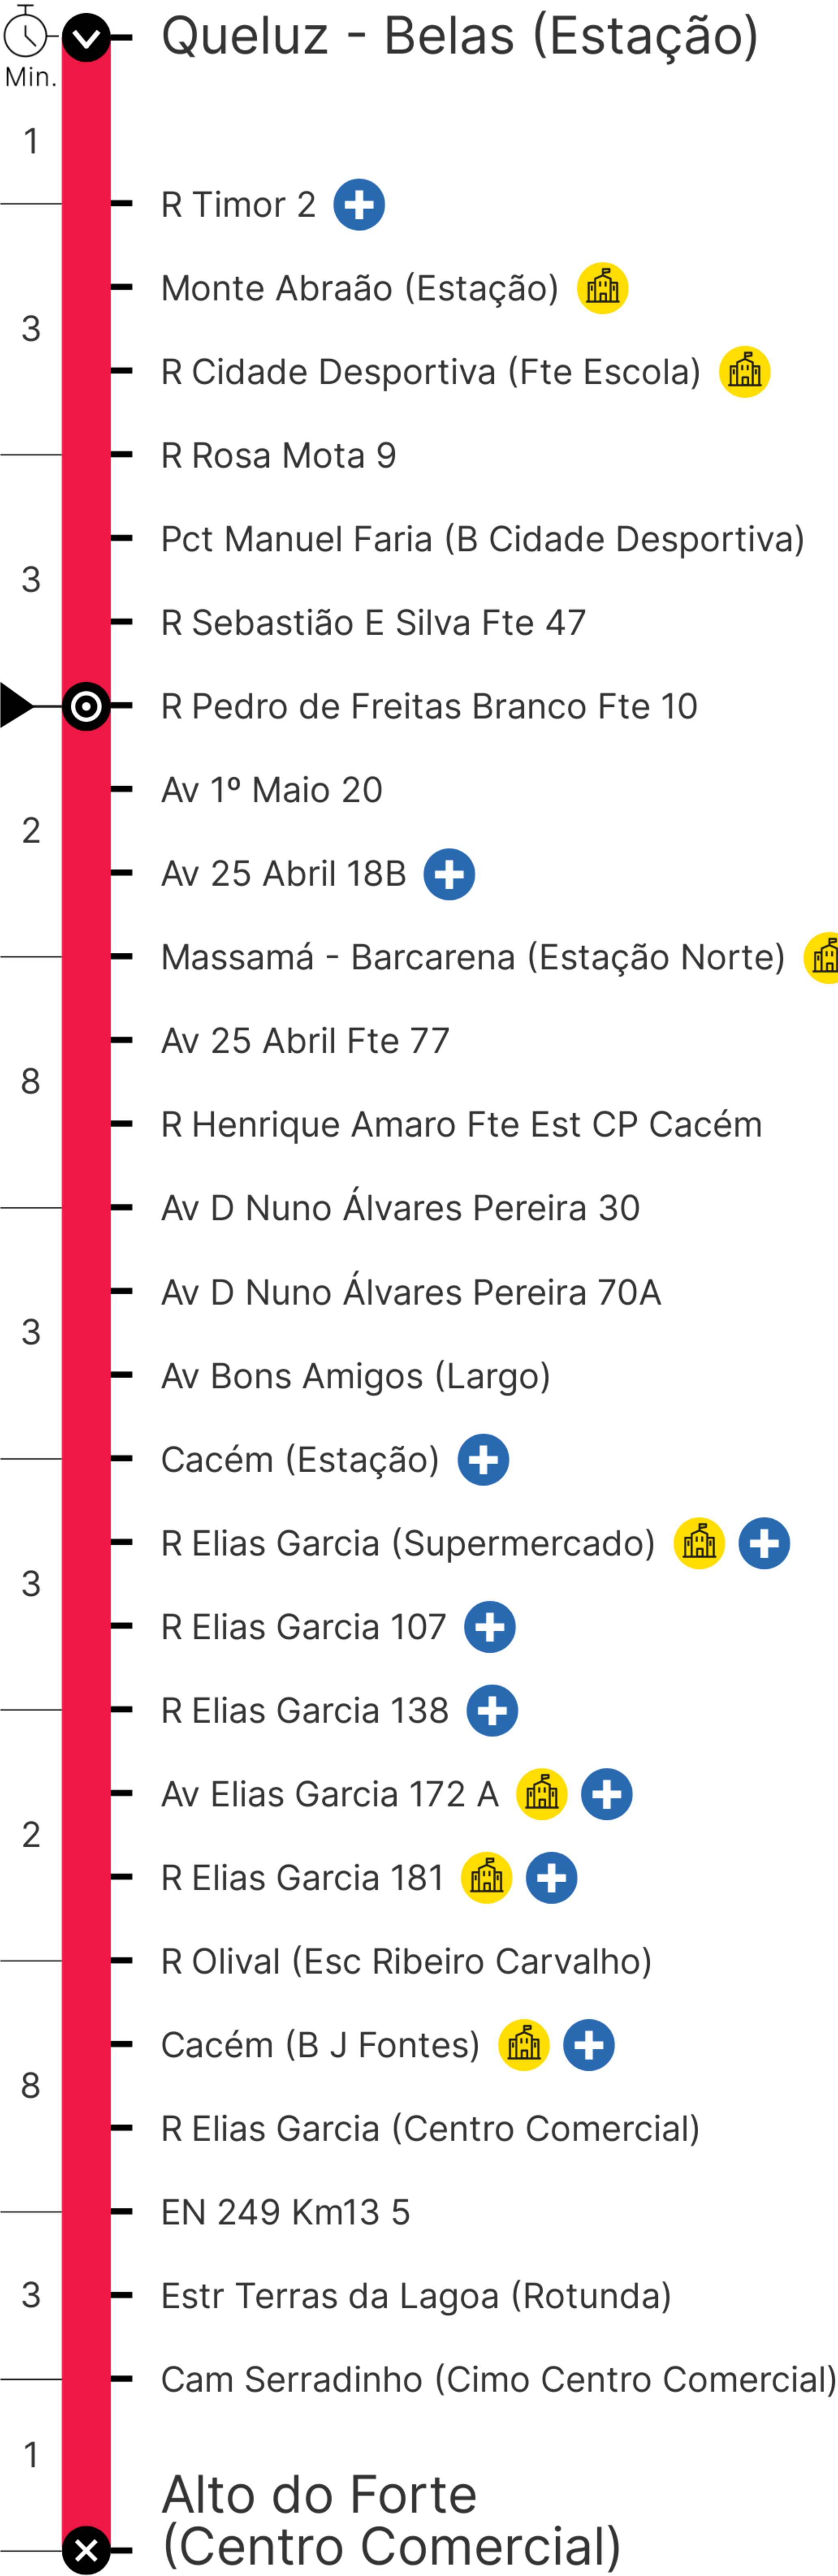 Queluz - Belas (Estação)
Min.
1
R Timor 2
Monte Abraão (Estação)
3
R Cidade Desportiva (Fte Escola)
R Rosa Mota 9
Pct Manuel Faria (B Cidade Desportiva)
3
R Sebastião E Silva Fte 47
R Pedro de Freitas Branco Fte 10
Av 1º Maio 20
2
Av 25 Abril 18B
Massamá - Barcarena (Estação Norte)
Av 25 Abril Fte 77
8
R Henrique Amaro Fte Est CP Cacém
Av D Nuno Álvares Pereira 30
Av D Nuno Álvares Pereira 70A
3
Av Bons Amigos (Largo)
Cacém (Estação)
R Elias Garcia (Supermercado)
3
R Elias Garcia 107
R Elias Garcia 138
Av Elias Garcia 172 A
2
R Elias Garcia 181
R Olival (Esc Ribeiro Carvalho)
Cacém (B J Fontes)
8
R Elias Garcia (Centro Comercial)
EN 249 Km13 5
3
Estr Terras da Lagoa (Rotunda)
Cam Serradinho (Cimo Centro Comercial)
1
Alto do Forte
(Centro Comercial)